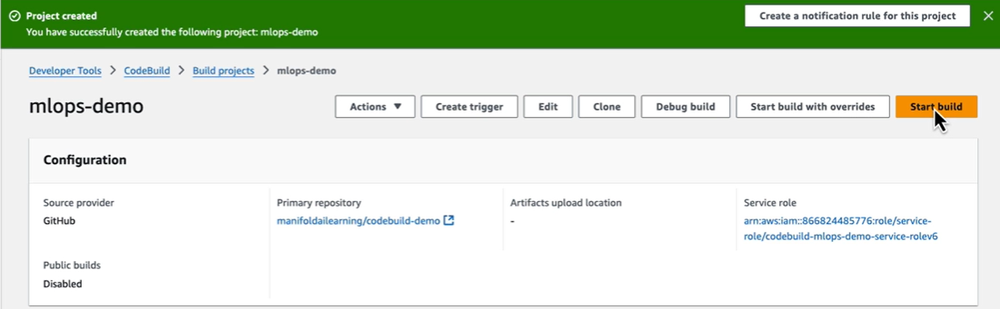 Project created
Create a notification rule for this project
You have successfully created the following project: mlops-demo
Developer Tools > CodeBuild > Build projects > mlops-demo
mlops-demo
Actions ▼ Create trigger Edit Clone Debug build Start build with overrides Start build
Configuration
Source provider
GitHub
Primary repository
manifoldailearning/codebuild-demo
Artifacts upload location
-
Service role
arn:aws:iam::866824485776:role/service-
role/codebuild-mlops-demo-service-rolev6
Public builds
Disabled